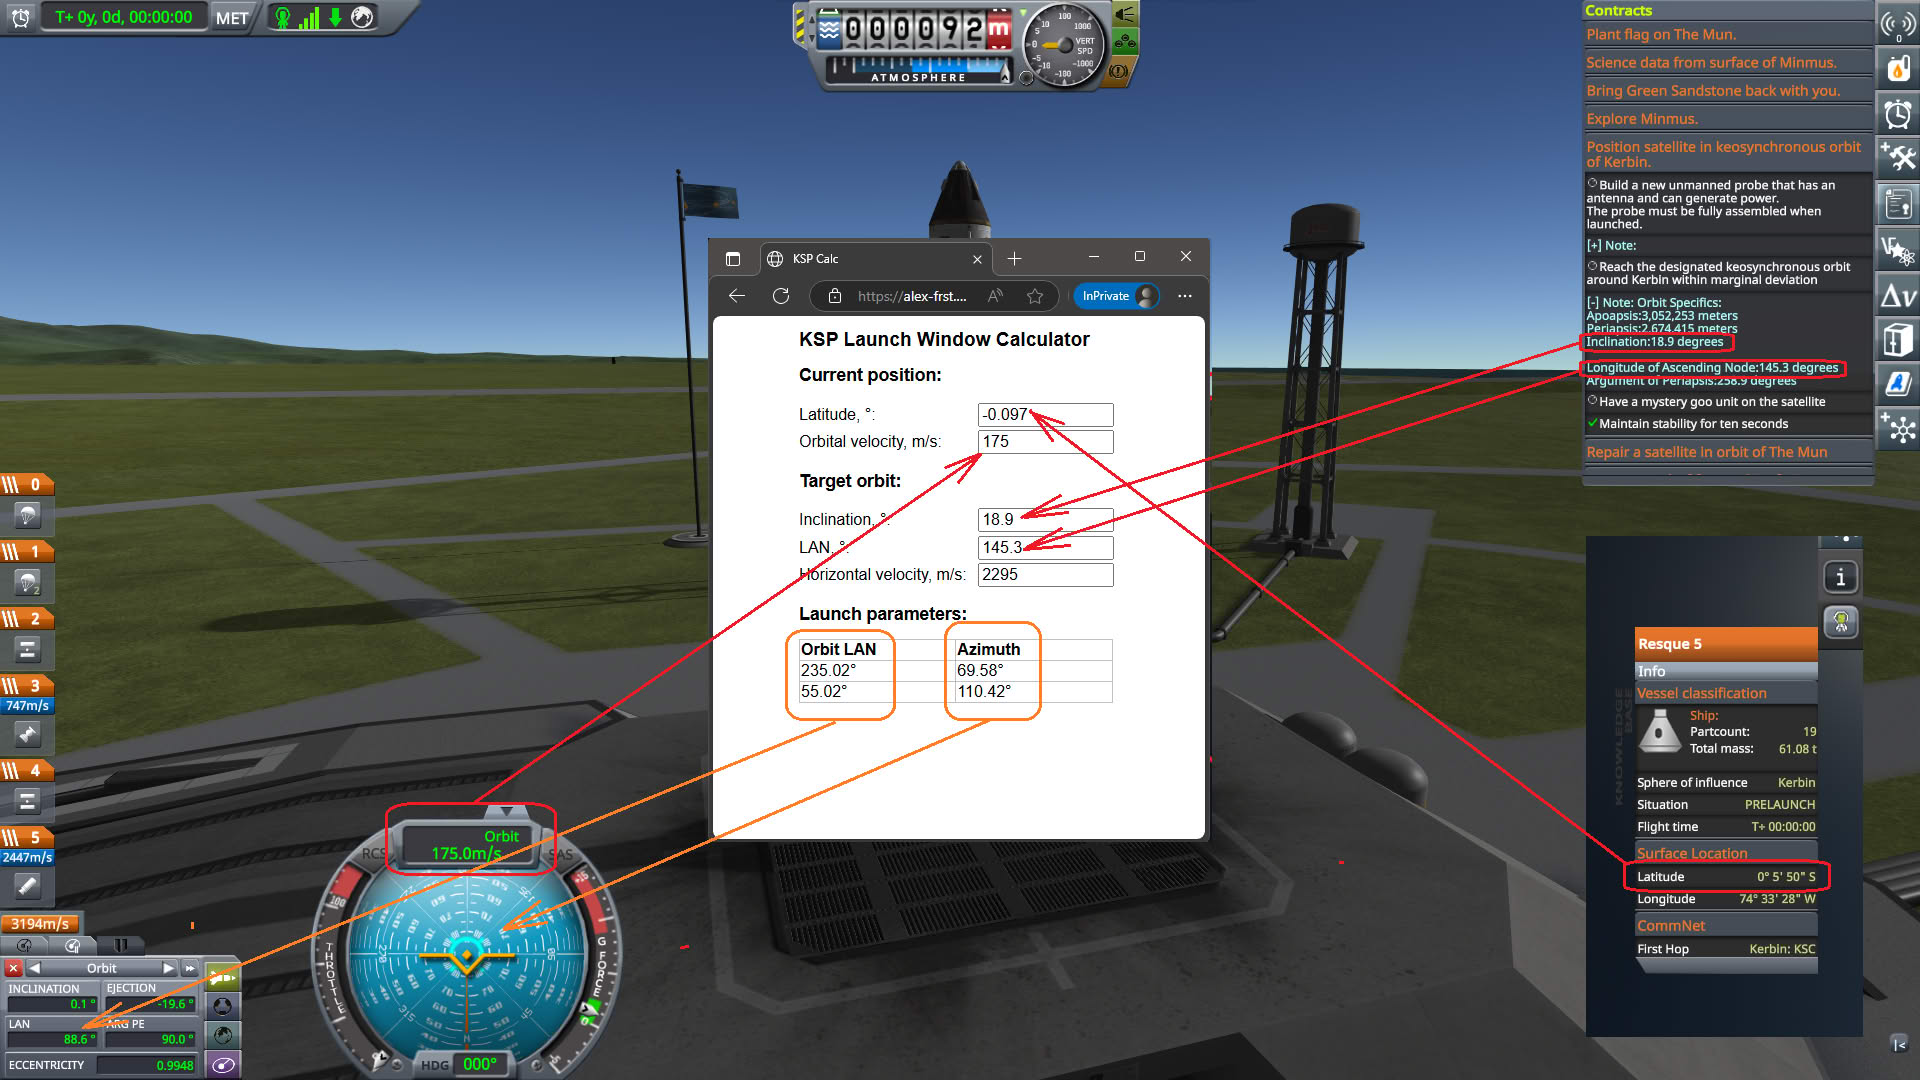 T+ 0y, 0d, 00:00:00
MET
000092 m
ATMOSPHERE
VERT
SPD
Contracts
Plant flag on The Mun.
Science data from surface of Minmus.
Bring Green Sandstone back with you.
Explore Minmus.
Position satellite in keosynchronous orbit
of Kerbin.
Build a new unmanned probe that has an
antenna and can generate power.
The probe must be fully assembled when
launched.
[+] Note:
Reach the designated keosynchronous orbit
around Kerbin within marginal deviation
[-] Note: Orbit Specifics:
Apoapsis:3,052,253 meters
Periapsis:2,674,415 meters
Inclination:18.9 degrees
Longitude of Ascending Node:145.3 degrees
Argument of Periapsis:258.9 degrees
Have a mystery goo unit on the satellite
Maintain stability for ten seconds
Repair a satellite in orbit of The Mun
0
Δv
KSP Calc
https://alex-frst....
InPrivate
KSP Launch Window Calculator
Current position:
Latitude, °: -0.097
Orbital velocity, m/s: 175
Target orbit:
Inclination, °: 18.9
LAN, °: 145.3
Horizontal velocity, m/s: 2295
Launch parameters:
Orbit LAN Azimuth
235.02° 69.58°
55.02° 110.42°
0
1
2
2
3
747m/s
4
5
2447m/s
3194m/s
Orbit
INCLINATION EJECTION
0.1 ° -19.6 °
LAN ARG PE
88.6 ° 90.0 °
ECCENTRICITY 0.9948
Orbit
175.0m/s
RCS SAS
THROTTLE
G FORCE
HDG 000°
KNOWLEDGE
BASE
Resque 5
Info
Vessel classification
Ship:
Partcount: 19
Total mass: 61.08 t
Sphere of influence Kerbin
Situation PRELAUNCH
Flight time T+ 00:00:00
Surface Location
Latitude 0° 5' 50" S
Longitude 74° 33' 28" W
CommNet
First Hop Kerbin: KSC